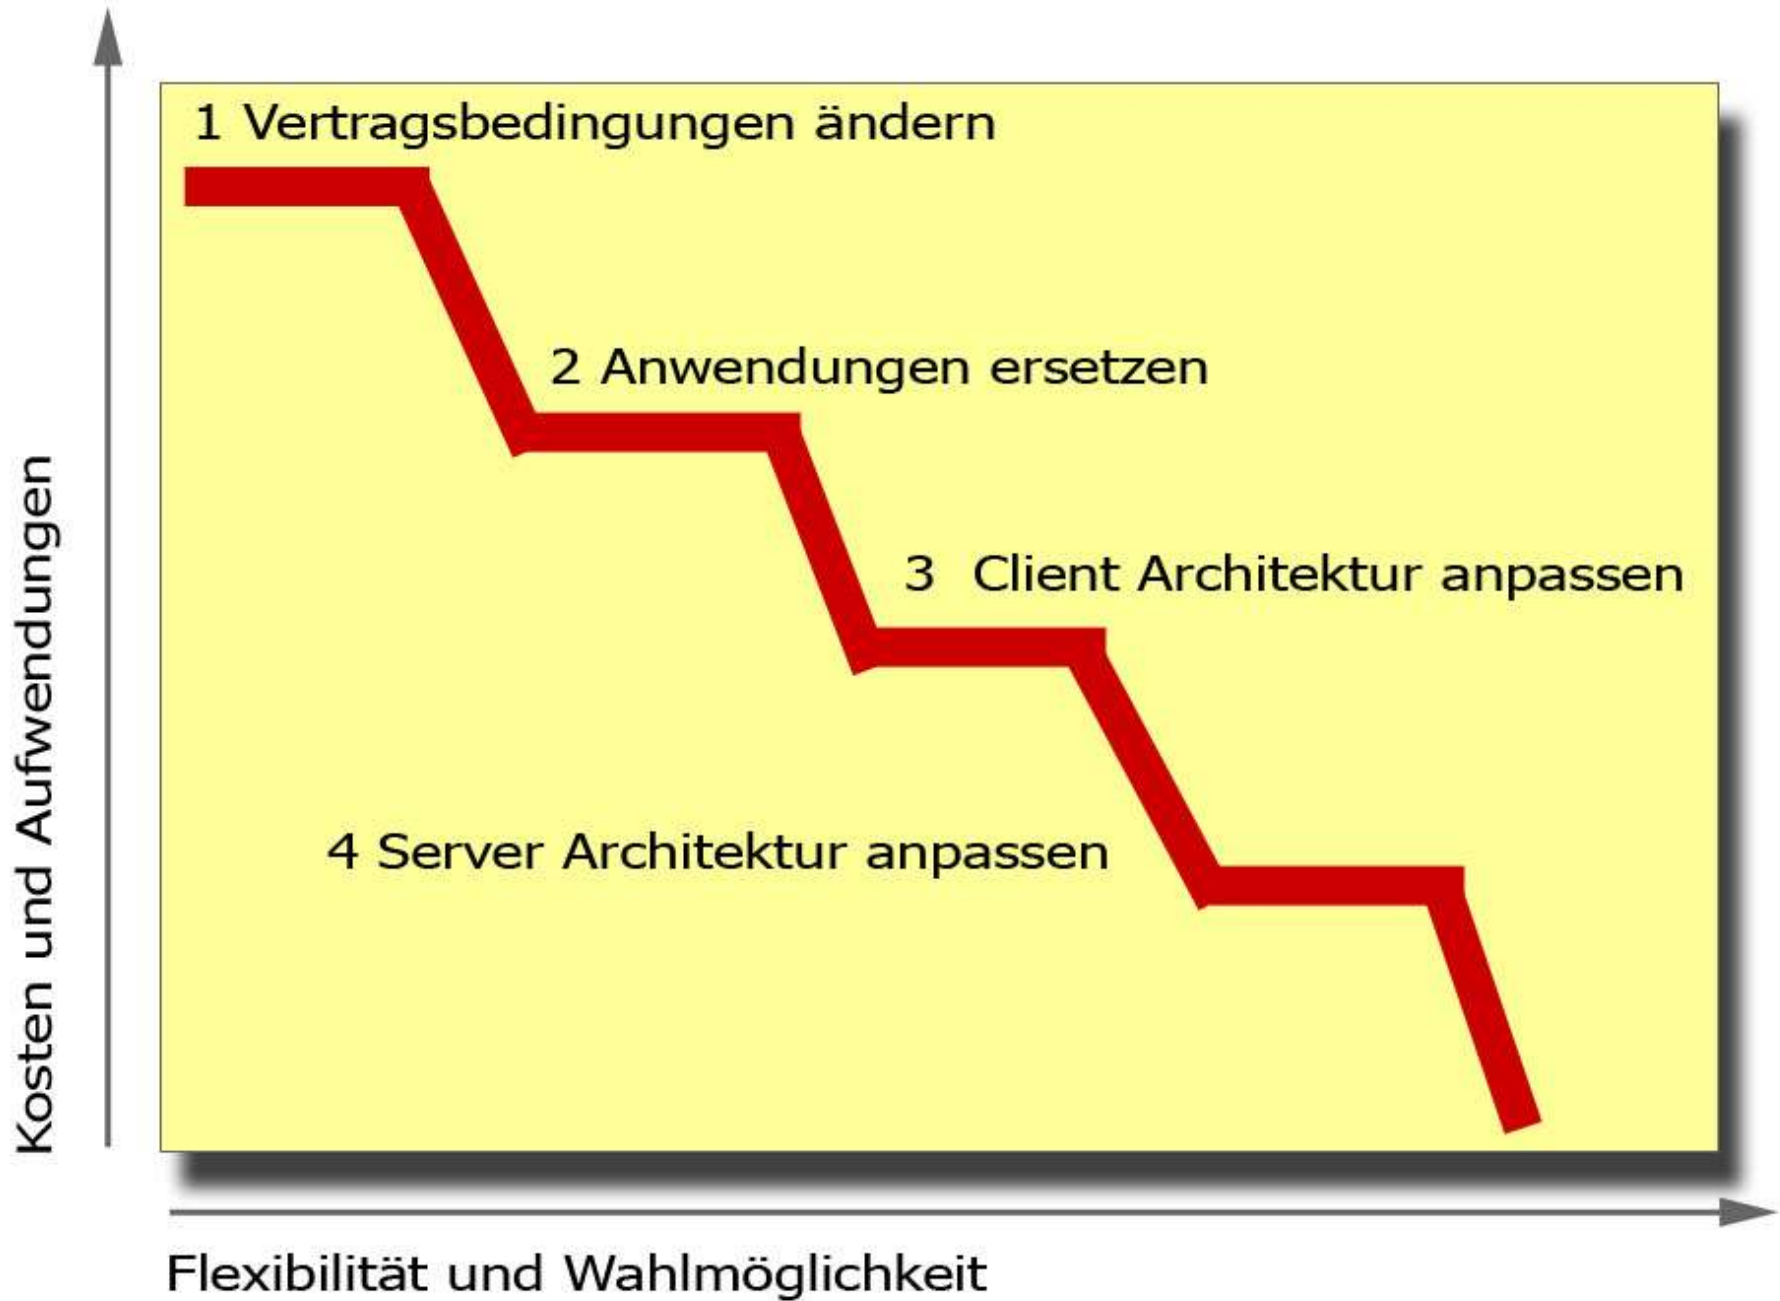 1 Vertragsbedingungen ändern
2 Anwendungen ersetzen
3 Client Architektur anpassen
4 Server Architektur anpassen
Kosten und Aufwendungen
Flexibilität und Wahlmöglichkeit